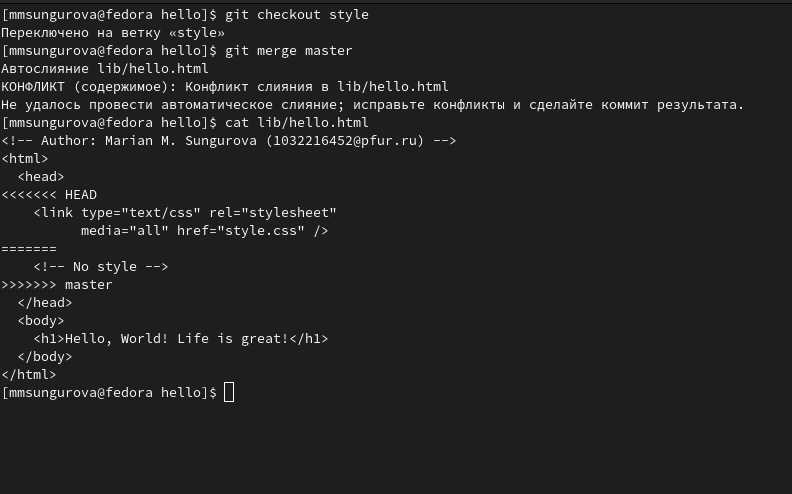 [mmsungurova@fedora hello]$ git checkout style
Переключено на ветку «style»
[mmsungurova@fedora hello]$ git merge master
Автослияние lib/hello.html
КОНФЛИКТ (содержимое): Конфликт слияния в lib/hello.html
Не удалось провести автоматическое слияние; исправьте конфликты и сделайте коммит результата.
[mmsungurova@fedora hello]$ cat lib/hello.html
<!-- Author: Marian M. Sungurova (1032216452@pfur.ru) -->
<html>
  <head>
<<<<<<< HEAD
    <link type="text/css" rel="stylesheet"
          media="all" href="style.css" />
=======
    <!-- No style -->
>>>>>>> master
  </head>
  <body>
    <h1>Hello, World! Life is great!</h1>
  </body>
</html>
[mmsungurova@fedora hello]$